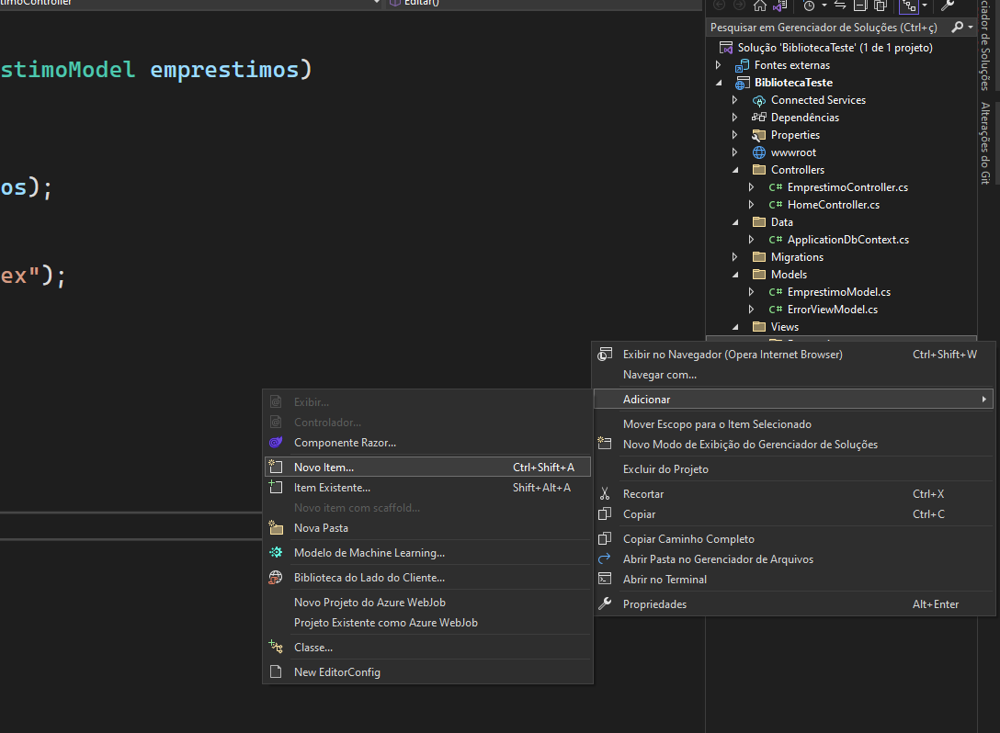 timoController
Editar()
stimoModel emprestimos)
os);
ex");
Pesquisar em Gerenciador de Soluções (Ctrl+ç)
Solução 'BibliotecaTeste' (1 de 1 projeto)
Fontes externas
BibliotecaTeste
Connected Services
Dependências
Properties
wwwroot
Controllers
C# EmprestimoController.cs
C# HomeController.cs
Data
C# ApplicationDbContext.cs
Migrations
Models
C# EmprestimoModel.cs
C# ErrorViewModel.cs
Views
ciador de Soluções
Alterações do Git
Exibir no Navegador (Opera Internet Browser) Ctrl+Shift+W
Navegar com...
Adicionar
Mover Escopo para o Item Selecionado
Novo Modo de Exibição do Gerenciador de Soluções
Excluir do Projeto
Recortar Ctrl+X
Copiar Ctrl+C
Copiar Caminho Completo
Abrir Pasta no Gerenciador de Arquivos
Abrir no Terminal
Propriedades Alt+Enter
Exibir...
Controlador...
Componente Razor...
Novo Item... Ctrl+Shift+A
Item Existente... Shift+Alt+A
Novo item com scaffold...
Nova Pasta
Modelo de Machine Learning...
Biblioteca do Lado do Cliente...
Novo Projeto do Azure WebJob
Projeto Existente como Azure WebJob
Classe...
New EditorConfig